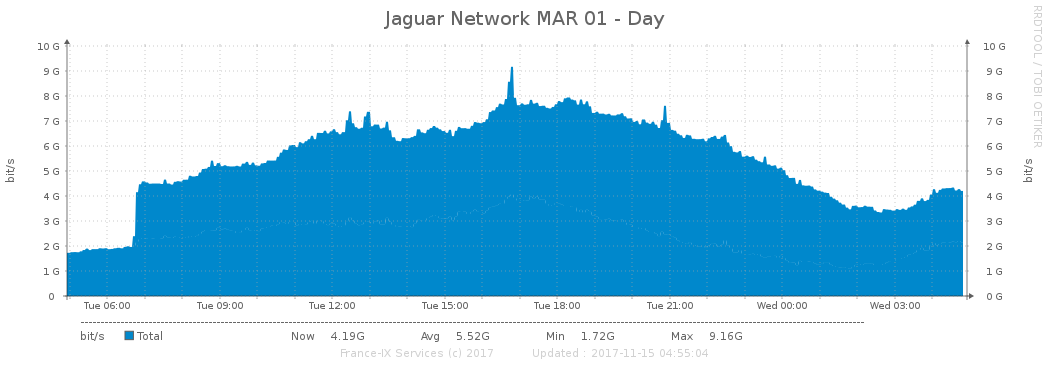 Jaguar Network MAR 01 - Day
RRDTOOL / TOBI OETIKER
10 G 10 G
9 G 9 G
8 G 8 G
7 G 7 G
6 G 6 G
5 G 5 G
4 G 4 G
3 G 3 G
2 G 2 G
1 G 1 G
0 0 G
bit/s
bit/s
Tue 06:00 Tue 09:00 Tue 12:00 Tue 15:00 Tue 18:00 Tue 21:00 Wed 00:00 Wed 03:00
bit/s Total Now 4.19G Avg 5.52G Min 1.72G Max 9.16G
France-IX Services (c) 2017 Updated : 2017-11-15 04:55:04